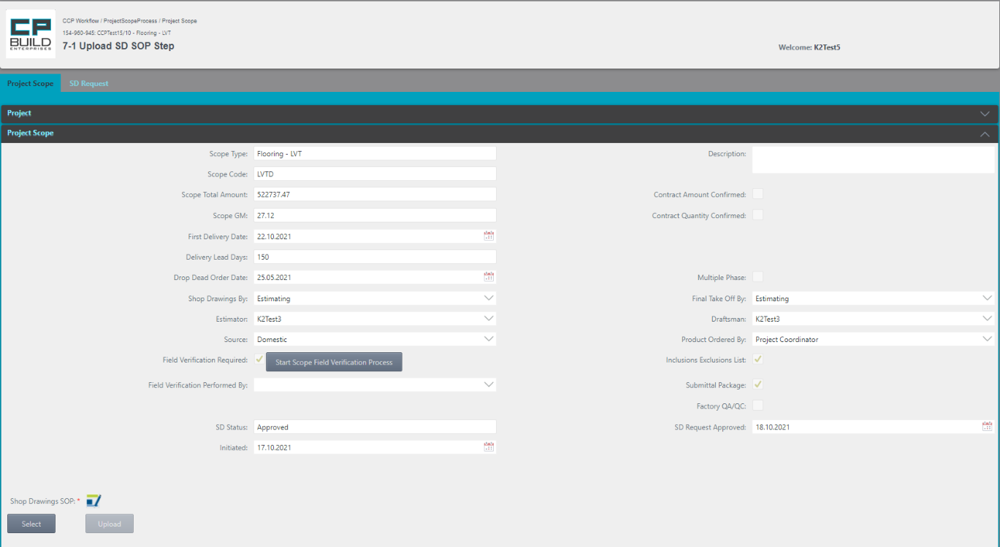 CP
BUILD
ENTERPRISES
CCP Workflow / ProjectScopeProcess / Project Scope
154-960-945: CCPTest15/10 - Flooring - LVT
7-1 Upload SD SOP Step
Welcome: K2Test5
Project Scope SD Request
Project
Project Scope
Scope Type: Flooring - LVT Description:
Scope Code: LVTD
Scope Total Amount: 522737.47 Contract Amount Confirmed:
Scope GM: 27.12 Contract Quantity Confirmed:
First Delivery Date: 22.10.2021
Delivery Lead Days: 150
Drop Dead Order Date: 25.05.2021 Multiple Phase:
Shop Drawings By: Estimating Final Take Off By: Estimating
Estimator: K2Test3 Draftsman: K2Test3
Source: Domestic Product Ordered By: Project Coordinator
Field Verification Required: Start Scope Field Verification Process Inclusions Exclusions List:
Field Verification Performed By: Submittal Package:
Factory QA/QC:
SD Status: Approved SD Request Approved: 18.10.2021
Initiated: 17.10.2021
Shop Drawings SOP: *
Select Upload